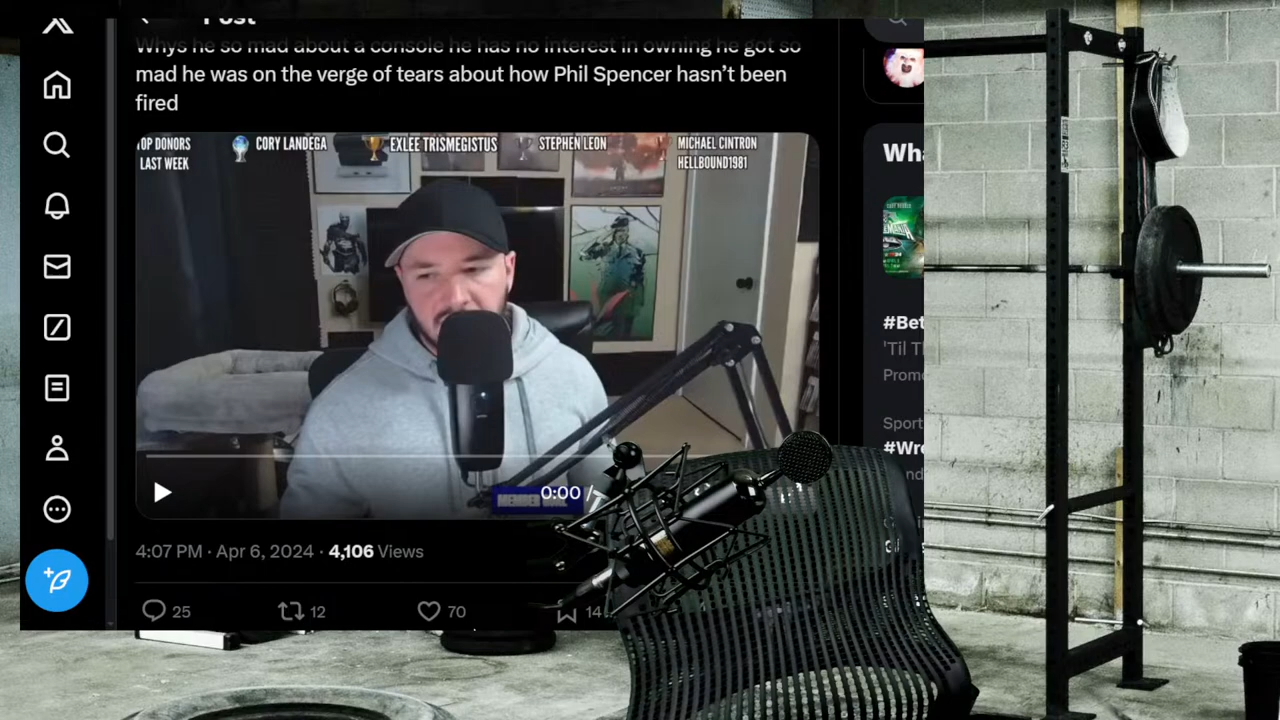 Post
Whys he so mad about a console he has no interest in owning he got so
mad he was on the verge of tears about how Phil Spencer hasn't been
fired
TOP DONORS
LAST WEEK
CORY LANDEGA
EXLEE TRISMEGISTUS
STEPHEN LEON
MICHAEL CINTRON
HELLBOUND1981
0:00 /
4:07 PM · Apr 6, 2024 · 4,106 Views
25
12
70
14
Wha
#Bet
'Til Th
Promo
Sport
#Wre